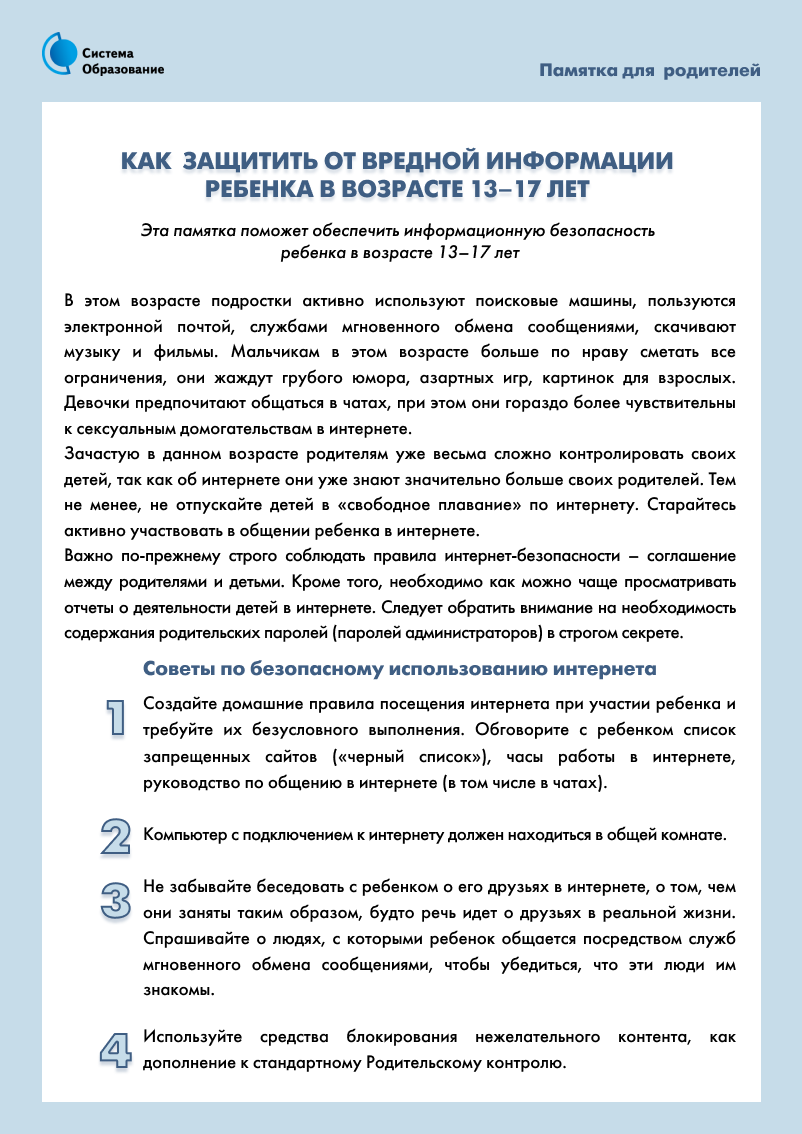 Система
Образование
Памятка для родителей
КАК ЗАЩИТИТЬ ОТ ВРЕДНОЙ ИНФОРМАЦИИ
РЕБЕНКА В ВОЗРАСТЕ 13–17 ЛЕТ
Эта памятка поможет обеспечить информационную безопасность
ребенка в возрасте 13–17 лет
В этом возрасте подростки активно используют поисковые машины, пользуются
электронной почтой, службами мгновенного обмена сообщениями, скачивают
музыку и фильмы. Мальчикам в этом возрасте больше по нраву сметать все
ограничения, они жаждут грубого юмора, азартных игр, картинок для взрослых.
Девочки предпочитают общаться в чатах, при этом они гораздо более чувствительны
к сексуальным домогательствам в интернете.
Зачастую в данном возрасте родителям уже весьма сложно контролировать своих
детей, так как об интернете они уже знают значительно больше своих родителей. Тем
не менее, не отпускайте детей в «свободное плавание» по интернету. Старайтесь
активно участвовать в общении ребенка в интернете.
Важно по-прежнему строго соблюдать правила интернет-безопасности – соглашение
между родителями и детьми. Кроме того, необходимо как можно чаще просматривать
отчеты о деятельности детей в интернете. Следует обратить внимание на необходимость
содержания родительских паролей (паролей администраторов) в строгом секрете.
Советы по безопасному использованию интернета
1 Создайте домашние правила посещения интернета при участии ребенка и
требуйте их безусловного выполнения. Обговорите с ребенком список
запрещенных сайтов («черный список»), часы работы в интернете,
руководство по общению в интернете (в том числе в чатах).
2 Компьютер с подключением к интернету должен находиться в общей комнате.
3 Не забывайте беседовать с ребенком о его друзьях в интернете, о том, чем
они заняты таким образом, будто речь идет о друзьях в реальной жизни.
Спрашивайте о людях, с которыми ребенок общается посредством служб
мгновенного обмена сообщениями, чтобы убедиться, что эти люди им
знакомы.
4 Используйте средства блокирования нежелательного контента, как
дополнение к стандартному Родительскому контролю.